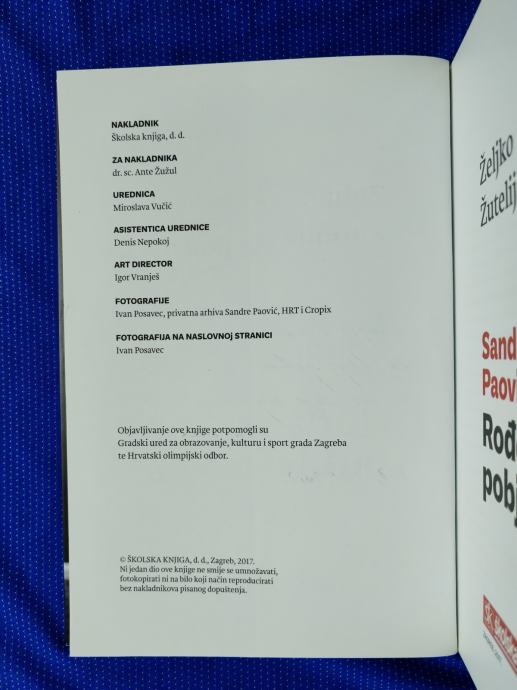 NAKLADNIK
Školska knjiga, d. d.
ZA NAKLADNIKA
dr. sc. Ante Žužul
UREDNICA
Miroslava Vučić
ASISTENTICA UREDNICE
Denis Nepokoj
ART DIRECTOR
Igor Vranješ
FOTOGRAFIJE
Ivan Posavec, privatna arhiva Sandre Paović, HRT i Cropix
FOTOGRAFIJA NA NASLOVNOJ STRANICI
Ivan Posavec
Objavljivanje ove knjige potpomogli su
Gradski ured za obrazovanje, kulturu i sport grada Zagreba
te Hrvatski olimpijski odbor.
© ŠKOLSKA KNJIGA, d. d., Zagreb, 2017.
Ni jedan dio ove knjige ne smije se umnožavati,
fotokopirati ni na bilo koji način reproducirati
bez nakladnikova pisanog dopuštenja.
Željko
Žutelij
Sand
Paov
Rođe
pobj